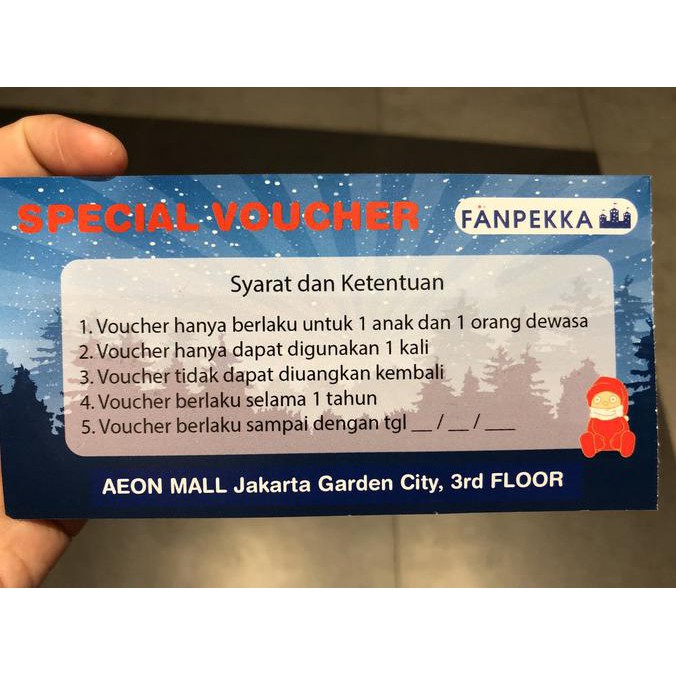 SPECIAL VOUCHER
FANPEKKA
Syarat dan Ketentuan
1. Voucher hanya berlaku untuk 1 anak dan 1 orang dewasa
2. Voucher hanya dapat digunakan 1 kali
3. Voucher tidak dapat diuangkan kembali
4. Voucher berlaku selama 1 tahun
5. Voucher berlaku sampai dengan tgl __ / __ / ___
AEON MALL Jakarta Garden City, 3rd FLOOR